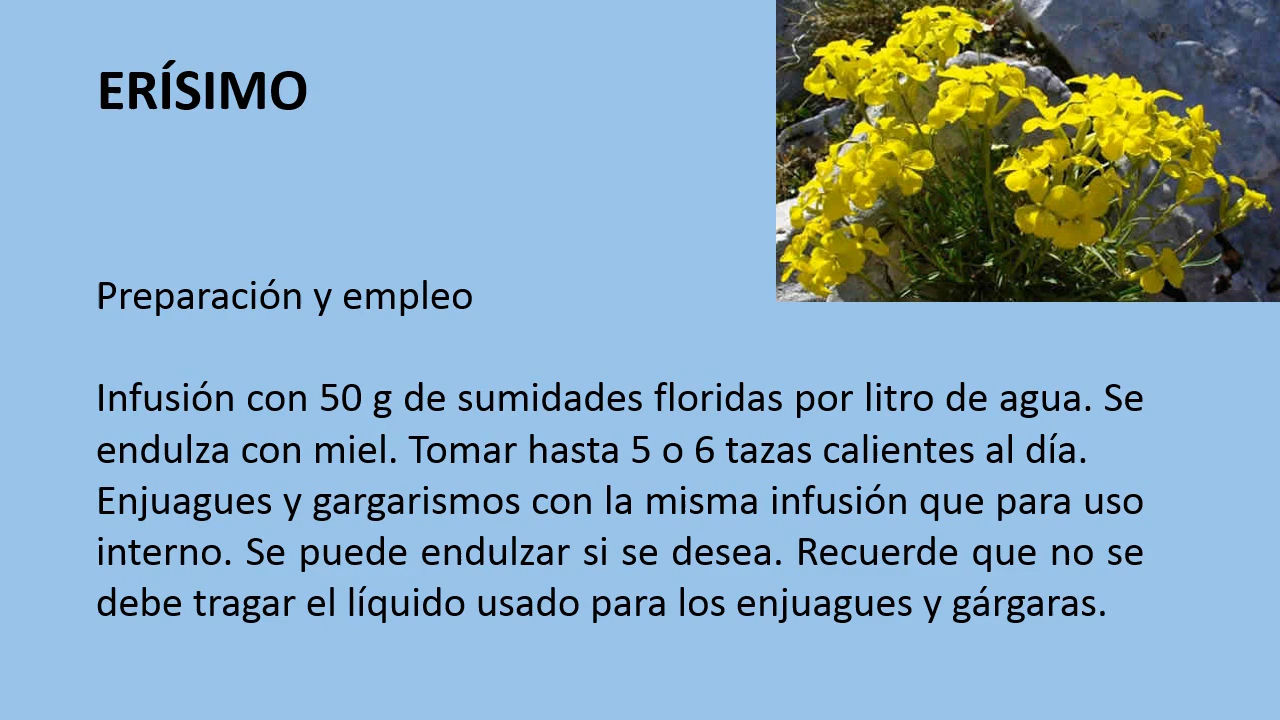 ERÍSIMO
Preparación y empleo
Infusión con 50 g de sumidades floridas por litro de agua. Se
endulza con miel. Tomar hasta 5 o 6 tazas calientes al día.
Enjuagues y gargarismos con la misma infusión que para uso
interno. Se puede endulzar si se desea. Recuerde que no se
debe tragar el líquido usado para los enjuagues y gárgaras.